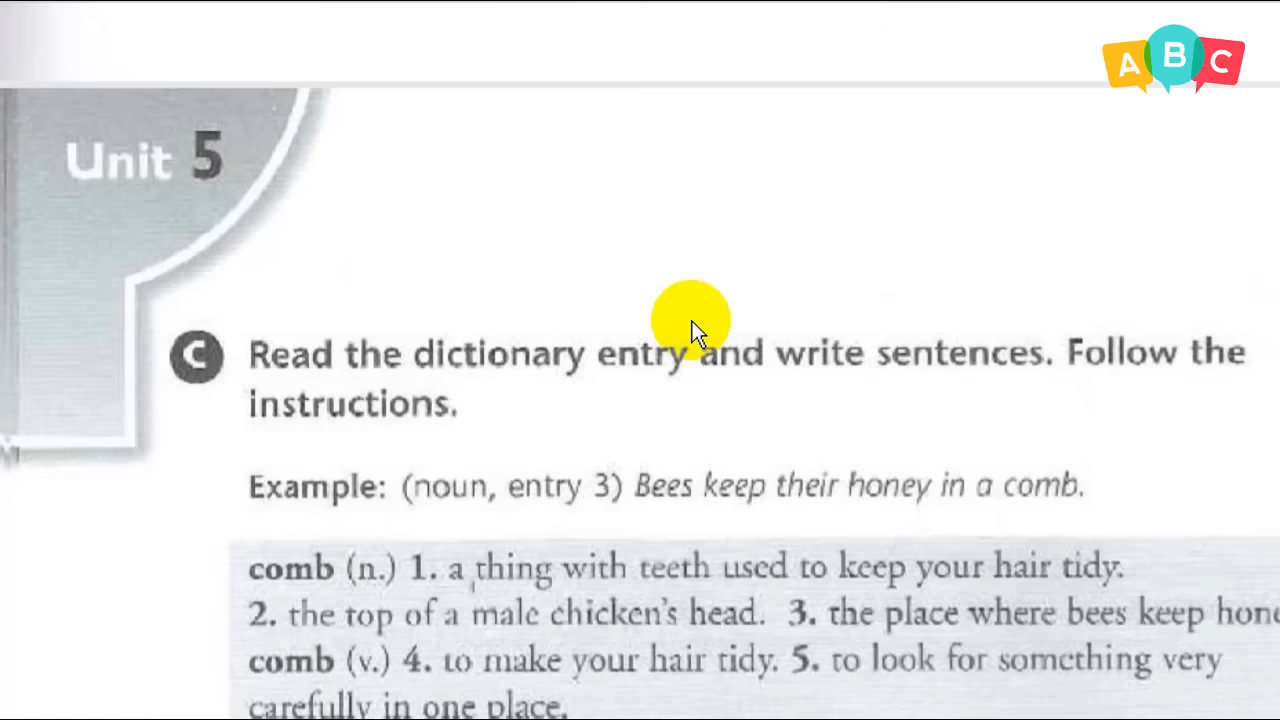 A B C
Unit 5
C Read the dictionary entry and write sentences. Follow the
instructions.
Example: (noun, entry 3) Bees keep their honey in a comb.
comb (n.) 1. a thing with teeth used to keep your hair tidy.
2. the top of a male chicken's head. 3. the place where bees keep
comb (v.) 4. to make your hair tidy. 5. to look for something very
carefully in one place.